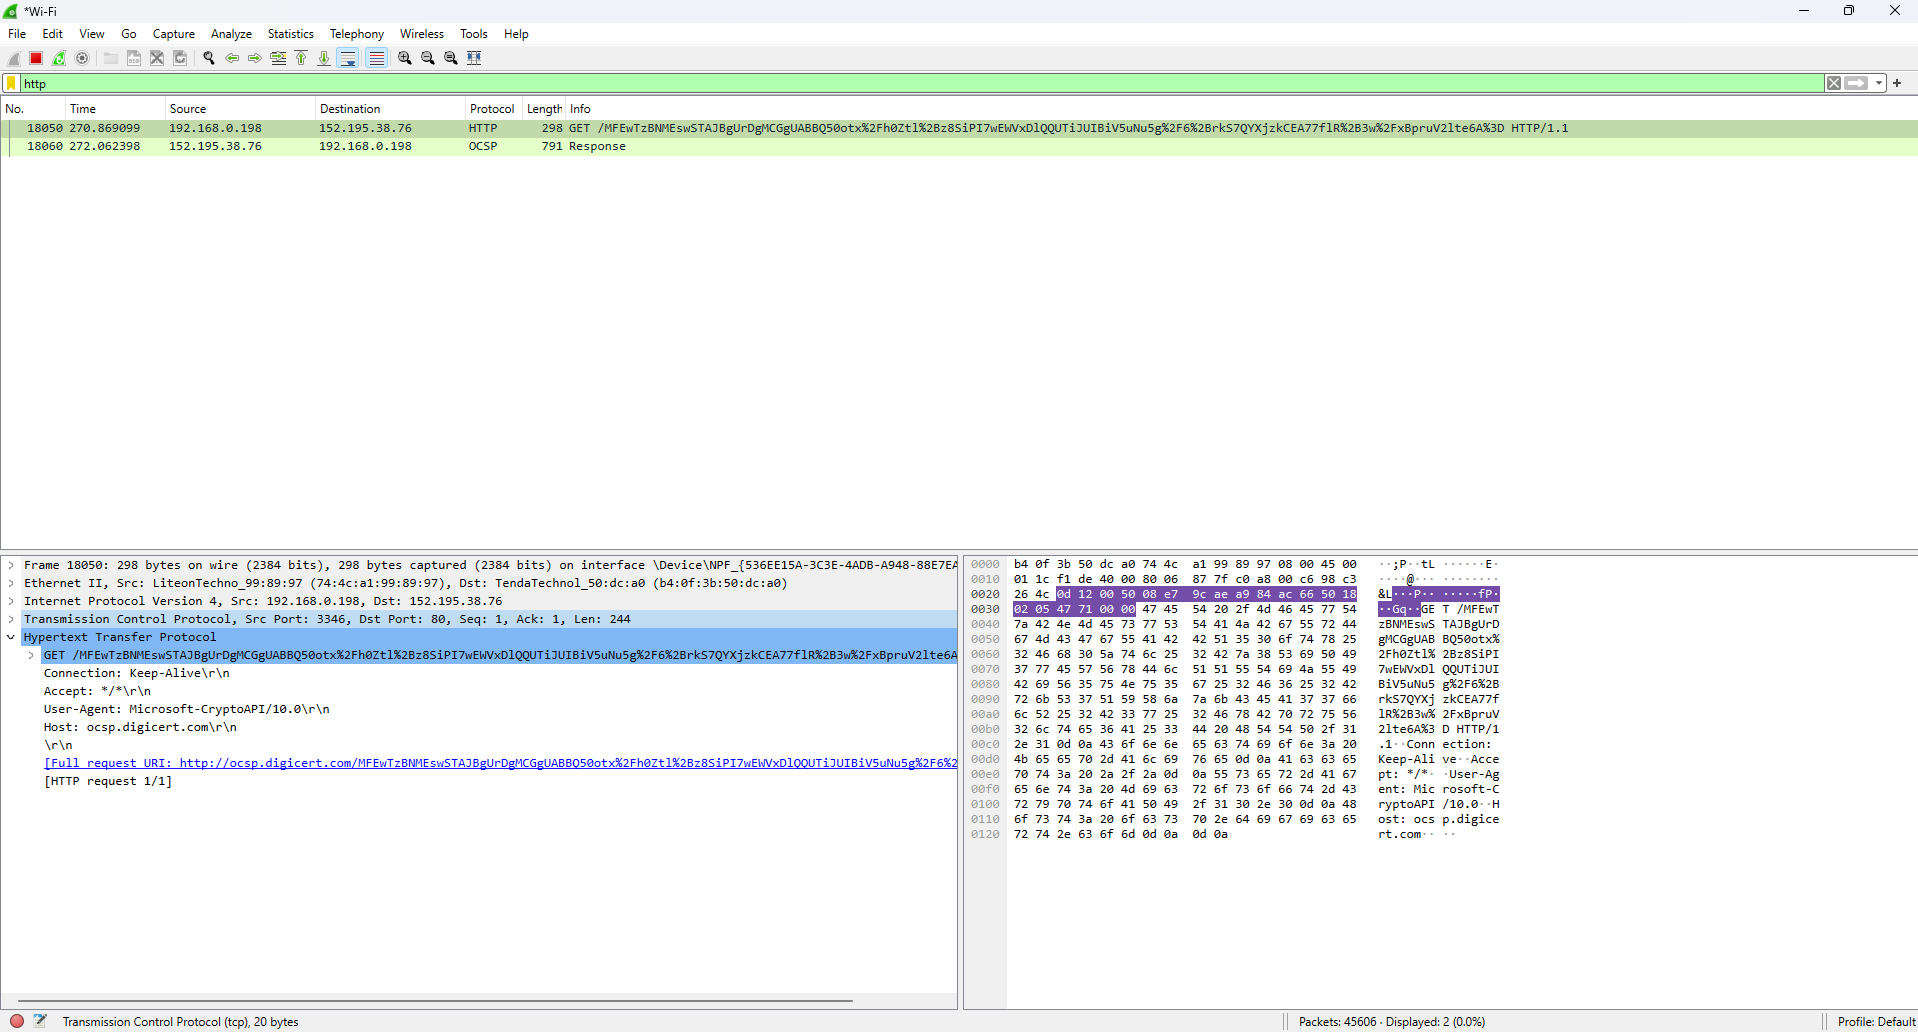 *Wi-Fi
File Edit View Go Capture Analyze Statistics Telephony Wireless Tools Help
http
No. Time Source Destination Protocol Length Info
18050 270.869099 192.168.0.198 152.195.38.76 HTTP 298 GET /MFEwTzBNMEswSTAJBgUrDgMCGgUABBQ50otx%2Fh0Ztl%2Bz8SiPI7wEWVxDlQQUTiJUIBiV5uNu5g%2F6%2BrkS7QYXjzkCEA77flR%2B3w%2FxBpruV2lte6A%3D HTTP/1.1
18060 272.062398 152.195.38.76 192.168.0.198 OCSP 791 Response
Frame 18050: 298 bytes on wire (2384 bits), 298 bytes captured (2384 bits) on interface \Device\NPF_{536EE15A-3C3E-4ADB-A948-88E7EA
Ethernet II, Src: LiteonTechno_99:89:97 (74:4c:a1:99:89:97), Dst: TendaTechnol_50:dc:a0 (b4:0f:3b:50:dc:a0)
Internet Protocol Version 4, Src: 192.168.0.198, Dst: 152.195.38.76
Transmission Control Protocol, Src Port: 3346, Dst Port: 80, Seq: 1, Ack: 1, Len: 244
Hypertext Transfer Protocol
GET /MFEwTzBNMEswSTAJBgUrDgMCGgUABBQ50otx%2Fh0Ztl%2Bz8SiPI7wEWVxDlQQUTiJUIBiV5uNu5g%2F6%2BrkS7QYXjzkCEA77flR%2B3w%2FxBpruV2lte6A
Connection: Keep-Alive\r\n
Accept: */*\r\n
User-Agent: Microsoft-CryptoAPI/10.0\r\n
Host: ocsp.digicert.com\r\n
\r\n
[Full request URI: http://ocsp.digicert.com/MFEwTzBNMEswSTAJBgUrDgMCGgUABBQ50otx%2Fh0Ztl%2Bz8SiPI7wEWVxDlQQUTiJUIBiV5uNu5g%2F6%2
[HTTP request 1/1]
0000 b4 0f 3b 50 dc a0 74 4c a1 99 89 97 08 00 45 00 ··;P··tL ······E·
0010 01 1c f1 de 40 00 80 06 87 7f c0 a8 00 c6 98 c3 ····@··· ········
0020 26 4c 0d 12 00 50 08 e7 9c ae a9 84 ac 66 50 18 &L···P·· ·····fP·
0030 02 05 47 71 00 00 47 45 54 20 2f 4d 46 45 77 54 ··Gq··GE T /MFEwT
0040 7a 42 4e 4d 45 73 77 53 54 41 4a 42 67 55 72 44 zBNMEswS TAJBgUrD
0050 67 4d 43 47 67 55 41 42 42 51 35 30 6f 74 78 25 gMCGgUAB BQ50otx%
0060 32 46 68 30 5a 74 6c 25 32 42 7a 38 53 69 50 49 2Fh0Ztl% 2Bz8SiPI
0070 37 77 45 57 56 78 44 6c 51 51 55 54 69 4a 55 49 7wEWVxDl QQUTiJUI
0080 42 69 56 35 75 4e 75 35 67 25 32 46 36 25 32 42 BiV5uNu5 g%2F6%2B
0090 72 6b 53 37 51 59 58 6a 7a 6b 43 45 41 37 37 66 rkS7QYXj zkCEA77f
00a0 6c 52 25 32 42 33 77 25 32 46 78 42 70 72 75 56 lR%2B3w% 2FxBpruV
00b0 32 6c 74 65 36 41 25 33 44 20 48 54 54 50 2f 31 2lte6A%3 D HTTP/1
00c0 2e 31 0d 0a 43 6f 6e 6e 65 63 74 69 6f 6e 3a 20 .1··Conn ection:
00d0 4b 65 65 70 2d 41 6c 69 76 65 0d 0a 41 63 63 65 Keep-Ali ve··Acce
00e0 70 74 3a 20 2a 2f 2a 0d 0a 55 73 65 72 2d 41 67 pt: */*· ·User-Ag
00f0 65 6e 74 3a 20 4d 69 63 72 6f 73 6f 66 74 2d 43 ent: Mic rosoft-C
0100 72 79 70 74 6f 41 50 49 2f 31 30 2e 30 0d 0a 48 ryptoAPI /10.0··H
0110 6f 73 74 3a 20 6f 63 73 70 2e 64 69 67 69 63 65 ost: ocs p.digice
0120 72 74 2e 63 6f 6d 0d 0a 0d 0a rt.com·· ··
Transmission Control Protocol (tcp), 20 bytes
Packets: 45606 · Displayed: 2 (0.0%)
Profile: Default